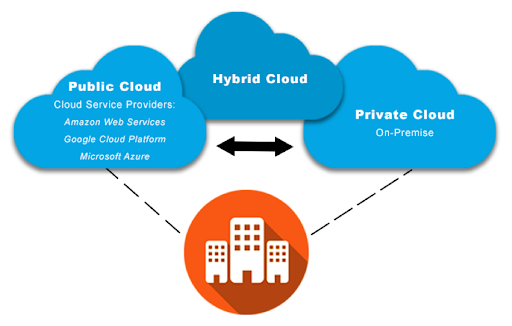 Public Cloud
Cloud Service Providers:
Amazon Web Services
Google Cloud Platform
Microsoft Azure
Hybrid Cloud
Private Cloud
On-Premise